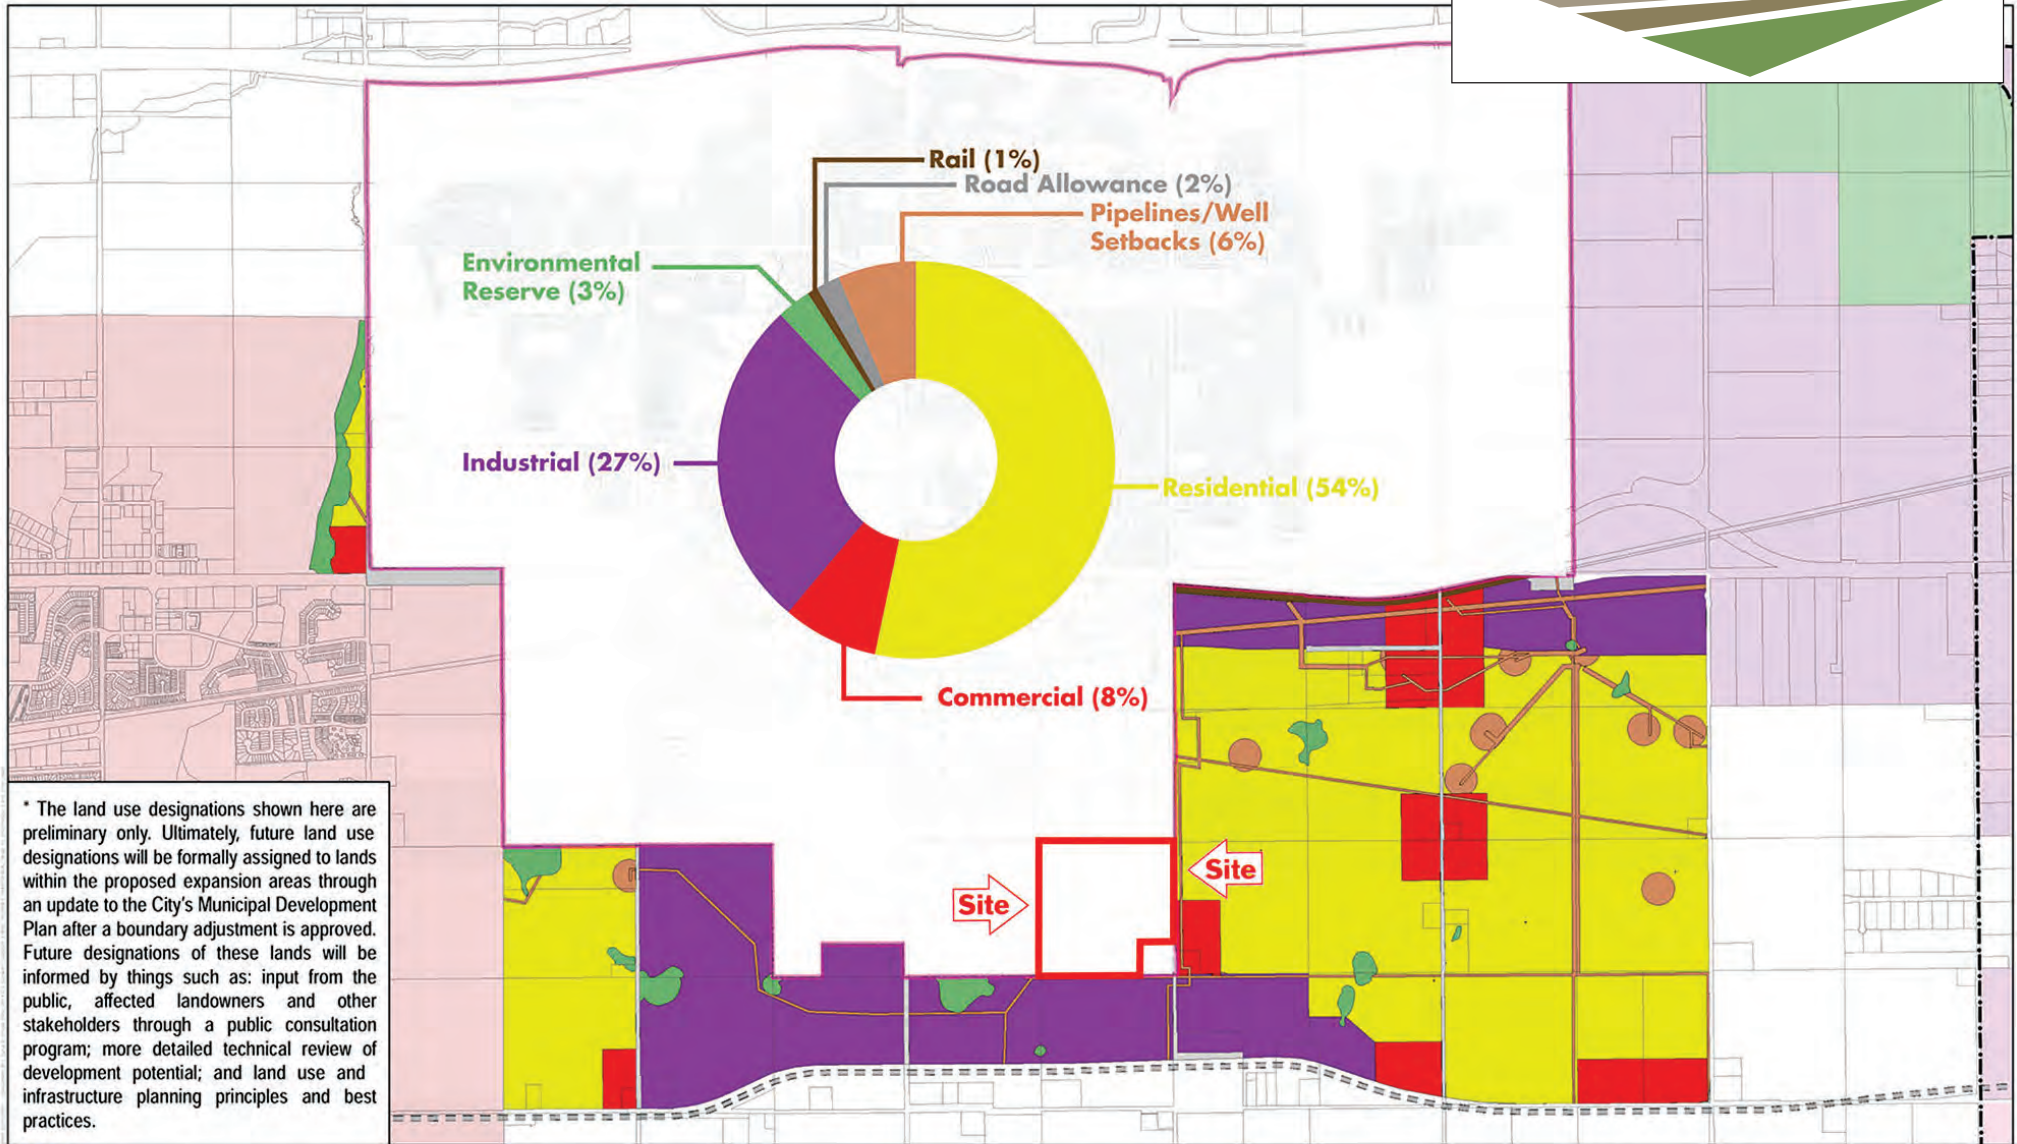 Rail (1%)
Road Allowance (2%)
Pipelines/Well
Setbacks (6%)
Environmental
Reserve (3%)
Industrial (27%)
Residential (54%)
Commercial (8%)
Site
Site
* The land use designations shown here are
preliminary only. Ultimately, future land use
designations will be formally assigned to lands
within the proposed expansion areas through
an update to the City's Municipal Development
Plan after a boundary adjustment is approved.
Future designations of these lands will be
informed by things such as: input from the
public, affected landowners and other
stakeholders through a public consultation
program; more detailed technical review of
development potential; and land use and
infrastructure planning principles and best
practices.